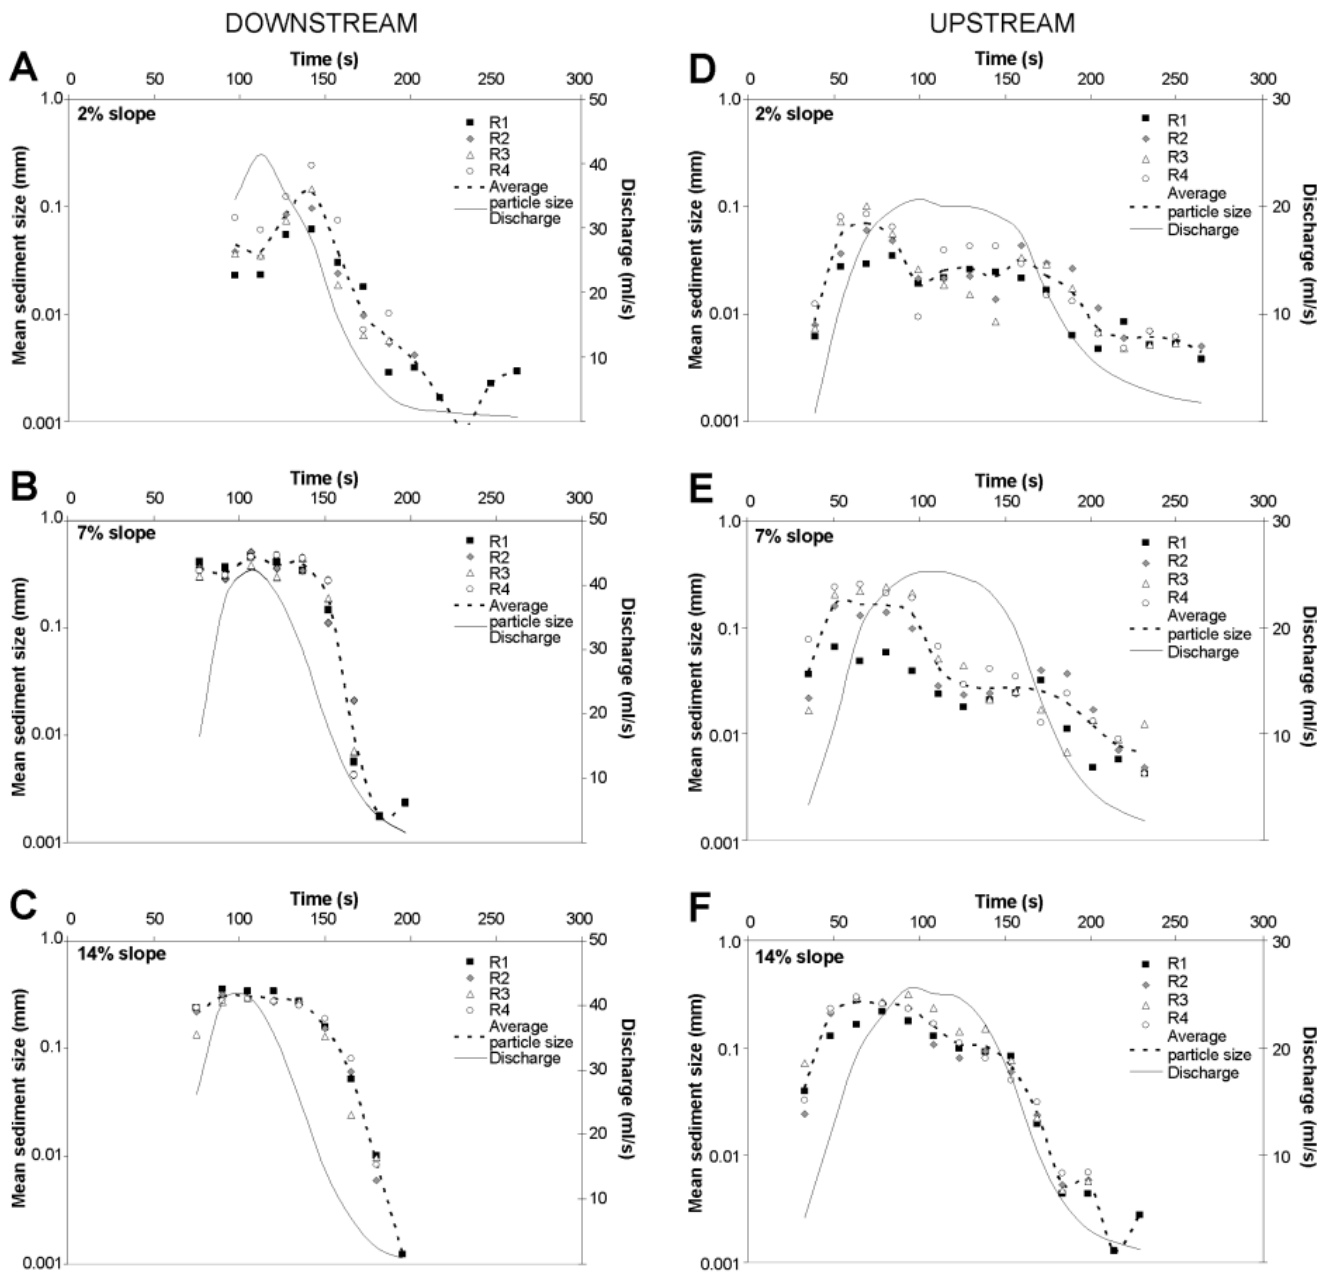 DOWNSTREAM
UPSTREAM
A
Time (s)
0 50 100 150 200 250 300
1.0
0.1
0.01
0.001
Mean sediment size (mm)
2% slope
R1
R2
R3
R4
Average
particle size
Discharge
50
40
30
20
10
Discharge (ml/s)
D
Time (s)
0 50 100 150 200 250 300
1.0
0.1
0.01
0.001
Mean sediment size (mm)
2% slope
R1
R2
R3
R4
Average
particle size
Discharge
30
20
10
Discharge (ml/s)
B
Time (s)
0 50 100 150 200 250 300
1.0
0.1
0.01
0.001
Mean sediment size (mm)
7% slope
R1
R2
R3
R4
Average
particle size
Discharge
50
40
30
20
10
Discharge (ml/s)
E
Time (s)
0 50 100 150 200 250 300
1.0
0.1
0.01
0.001
Mean sediment size (mm)
7% slope
R1
R2
R3
R4
Average
particle size
Discharge
30
20
10
Discharge (ml/s)
C
Time (s)
0 50 100 150 200 250 300
1.0
0.1
0.01
0.001
Mean sediment size (mm)
14% slope
R1
R2
R3
R4
Average
particle size
Discharge
50
40
30
20
10
Discharge (ml/s)
F
Time (s)
0 50 100 150 200 250 300
1.0
0.1
0.01
0.001
Mean sediment size (mm)
14% slope
R1
R2
R3
R4
Average
particle size
Discharge
30
20
10
Discharge (ml/s)